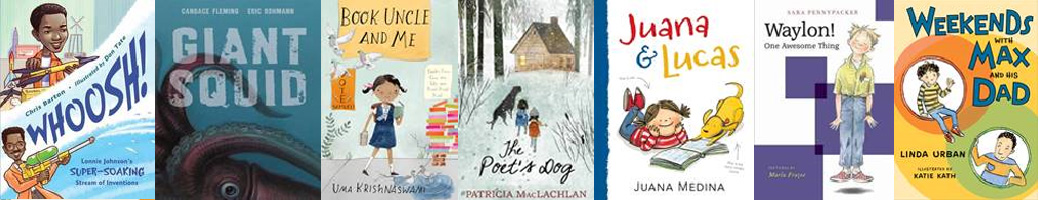 Chris Barton
Illustrated by Don Tate
WHOOSH!
Lonnie Johnson's
SUPER-SOAKING
Stream of Inventions
CANDACE FLEMING ERIC ROHMANN
GIANT
SQUID
BOOK UNCLE
AND ME
UMA KRISHNASWAMI
The
Poet's Dog
PATRICIA MACLACHLAN
Juana
& Lucas
JUANA MEDINA
SARA PENNYPACKER
Waylon!
One Awesome Thing
Marla Frazee
WEEKENDS
WITH
MAX
AND HIS
DAD
LINDA URBAN
ILLUSTRATED BY
KATIE KATH